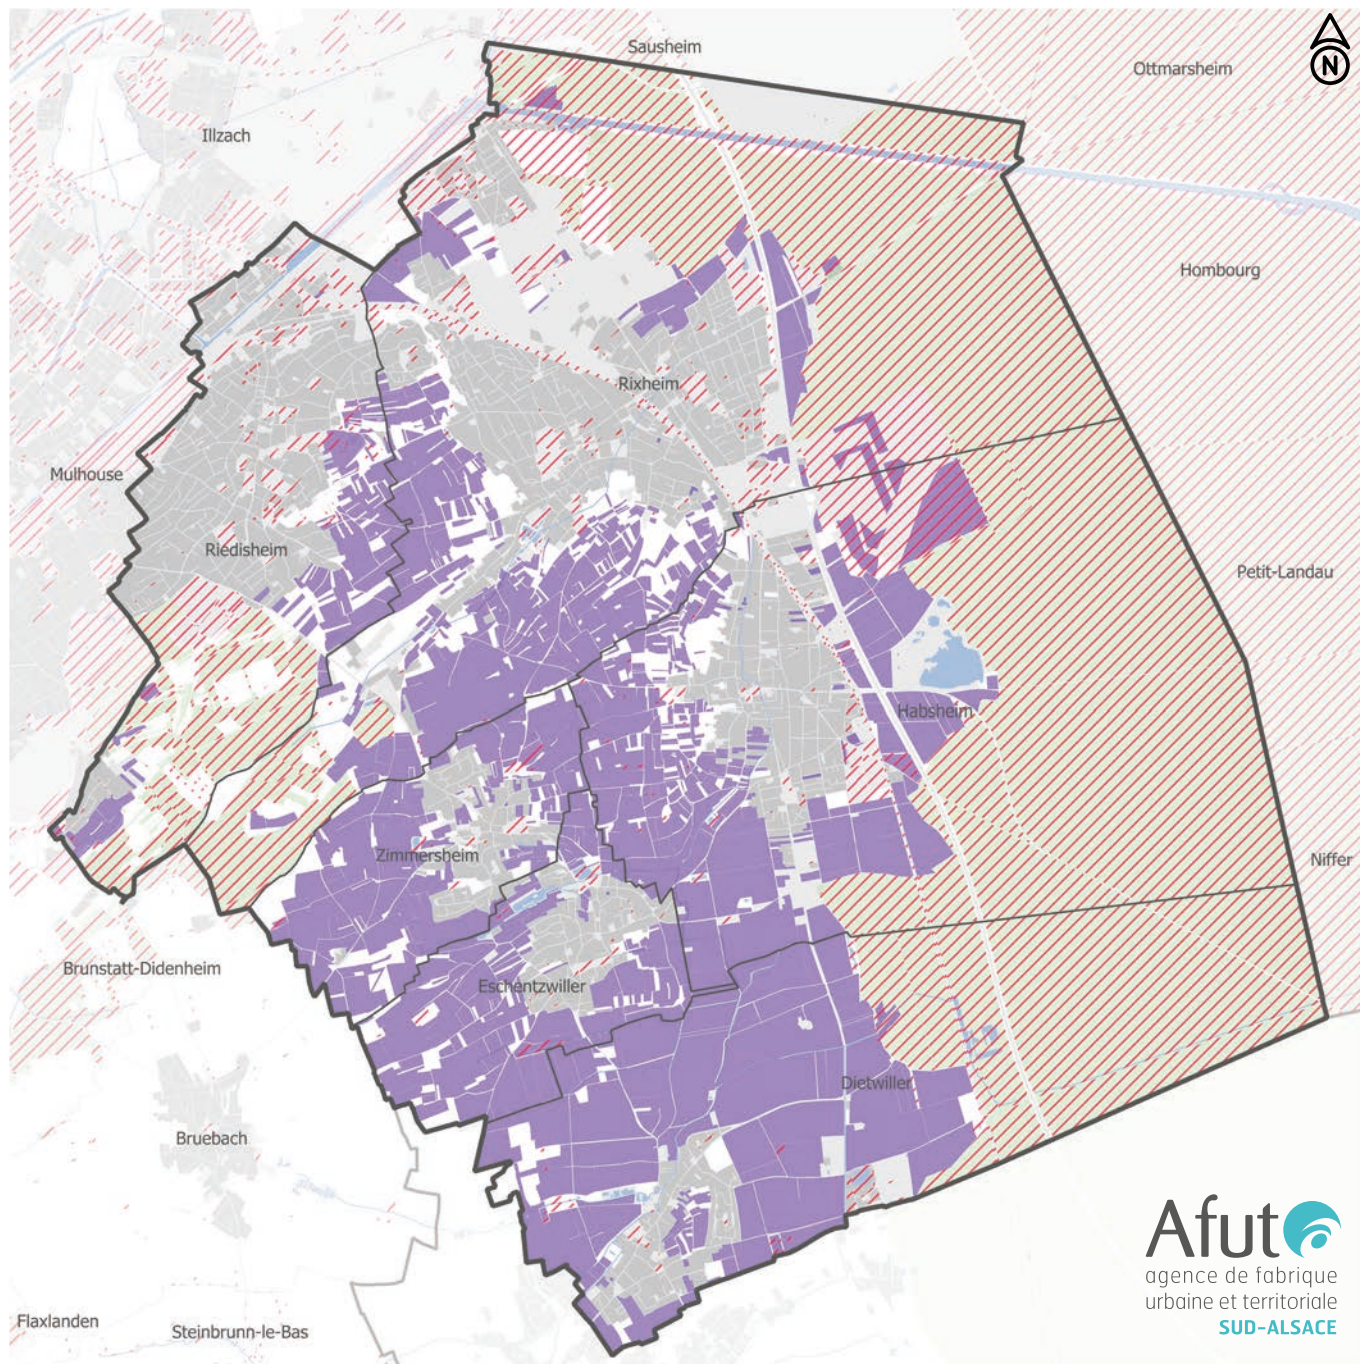 Sausheim
Ottmarsheim
N
Illzach
Hombourg
Rixheim
Mulhouse
Riedisheim
Petit-Landau
Habsheim
Zimmersheim
Niffer
Brunstatt-Didenheim
Eschentzwiller
Dietwiller
Bruebach
Afut
agence de fabrique
urbaine et territoriale
SUD-ALSACE
Flaxlanden
Steinbrunn-le-Bas